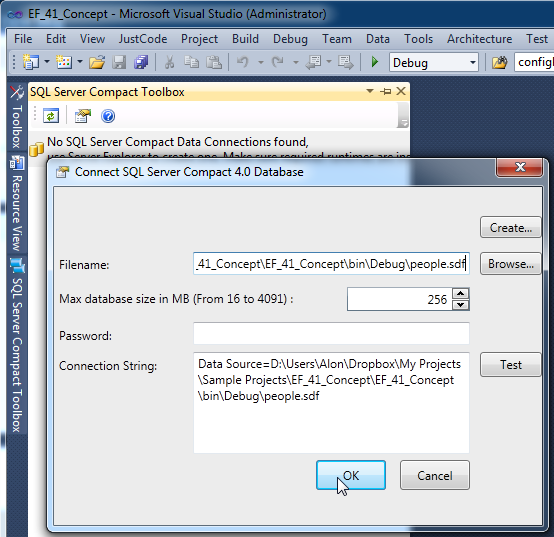 EF_41_Concept - Microsoft Visual Studio (Administrator)
File Edit View JustCode Project Build Debug Team Data Tools Architecture Test
Debug
SQL Server Compact Toolbox
Toolbox
Resource View
SQL Server Compact Toolbox
No SQL Server Compact Data Connections found,
use Server Explorer to create one. Make sure required runtimes are
Connect SQL Server Compact 4.0 Database
Create...
Filename:
_41_Concept\EF_41_Concept\bin\Debug\people.sdf
Browse...
Max database size in MB (From 16 to 4091) :
256
Password:
Connection String:
Data Source=D:\Users\Alon\Dropbox\My Projects
\Sample Projects\EF_41_Concept\EF_41_Concept
\bin\Debug\people.sdf
Test
OK
Cancel